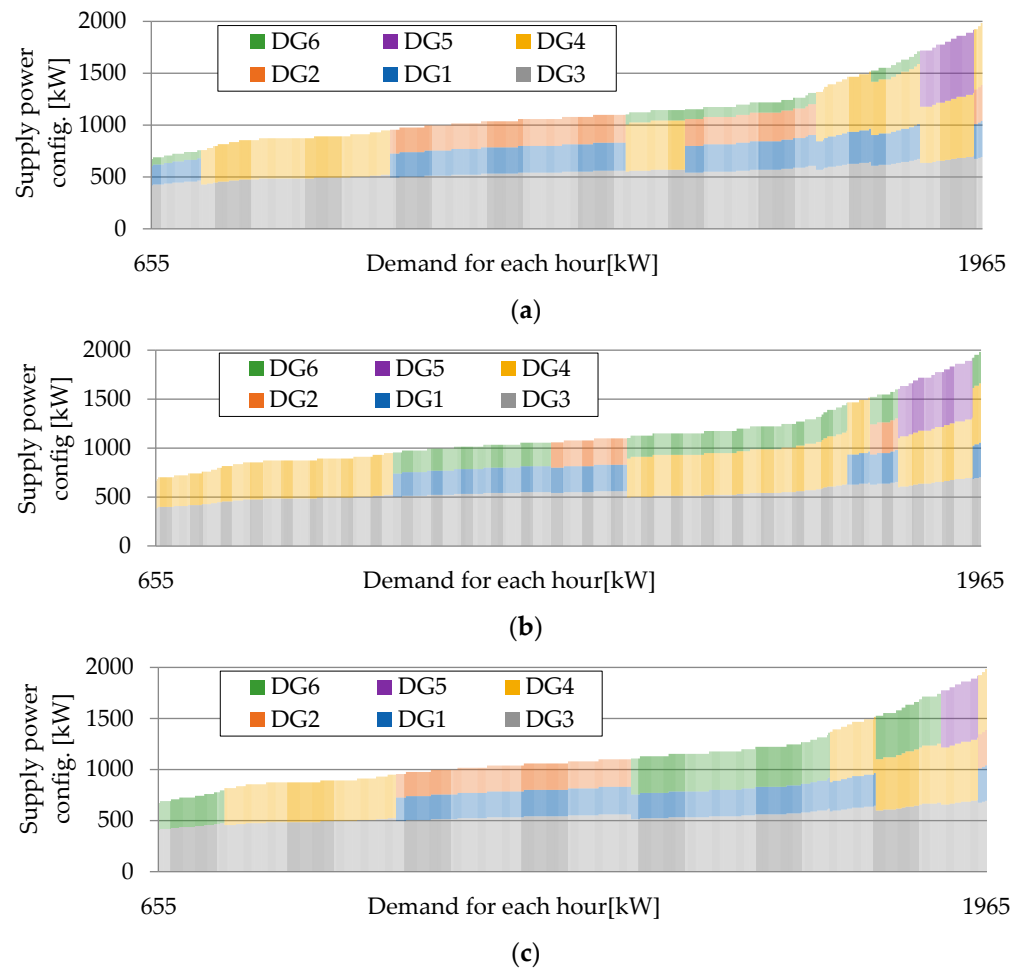 Supply power
config. [kW]
2000
1500
1000
500
0
DG6 DG5 DG4
DG2 DG1 DG3
655 Demand for each hour[kW] 1965
(a)
Supply power
config [kW]
2000
1500
1000
500
0
DG6 DG5 DG4
DG2 DG1 DG3
655 Demand for each hour[kW] 1965
(b)
Supply power
config. [kW]
2000
1500
1000
500
0
DG6 DG5 DG4
DG2 DG1 DG3
655 Demand for each hour[kW] 1965
(c)